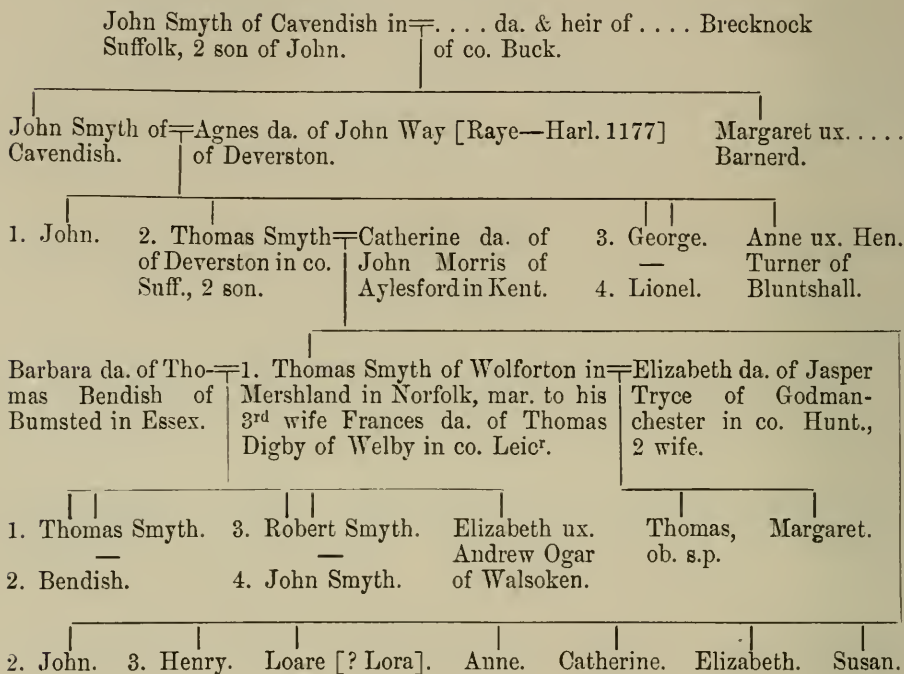 John Smyth of Cavendish in=. . . . da. & heir of . . . . Brecknock
Suffolk, 2 son of John. of co. Buck.
John Smyth of=Agnes da. of John Way [Raye—Harl. 1177] Margaret ux. . . . .
Cavendish. of Deverston. Barnerd.
1. John. 2. Thomas Smyth=Catherine da. of 3. George. Anne ux. Hen.
of Deverston in co. John Morris of — Turner of
Suff., 2 son. Aylesford in Kent. 4. Lionel. Bluntshall.
Barbara da. of Tho-=1. Thomas Smyth of Wolforton in=Elizabeth da. of Jasper
mas Bendish of Mershland in Norfolk, mar. to his Tryce of Godman-
Bumsted in Essex. 3rd wife Frances da. of Thomas chester in co. Hunt.,
Digby of Welby in co. Leicr. 2 wife.
1. Thomas Smyth. 3. Robert Smyth. Elizabeth ux. Thomas, Margaret.
— — Andrew Ogar ob. s.p.
2. Bendish. 4. John Smyth. of Walsoken.
2. John. 3. Henry. Loare [? Lora]. Anne. Catherine. Elizabeth. Susan.